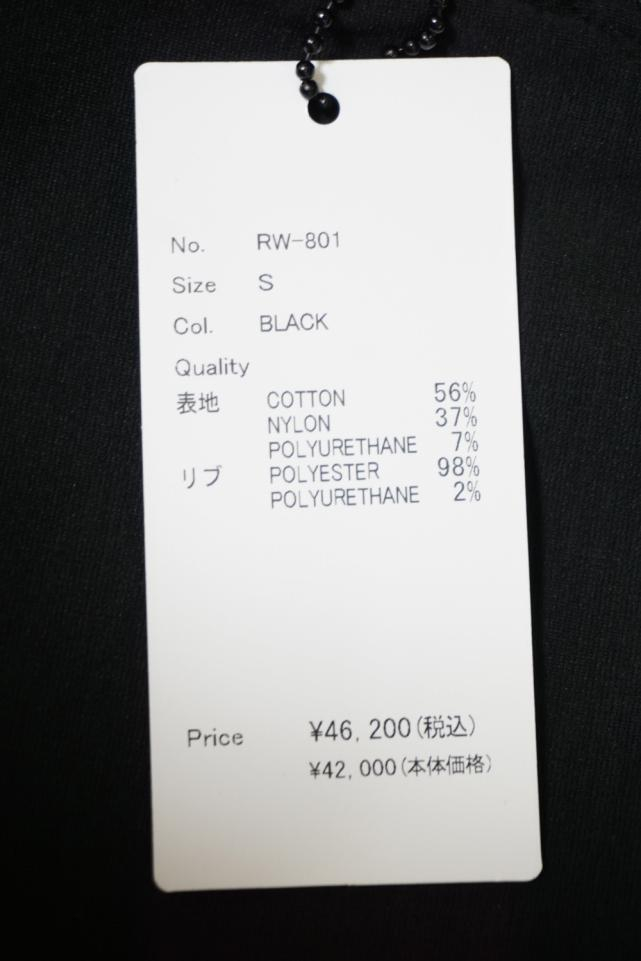 No. RW-801
Size S
Col. BLACK
Quality
表地 COTTON 56%
NYLON 37%
POLYURETHANE 7%
リブ POLYESTER 98%
POLYURETHANE 2%
Price ¥46, 200(税込)
¥42, 000(本体価格)